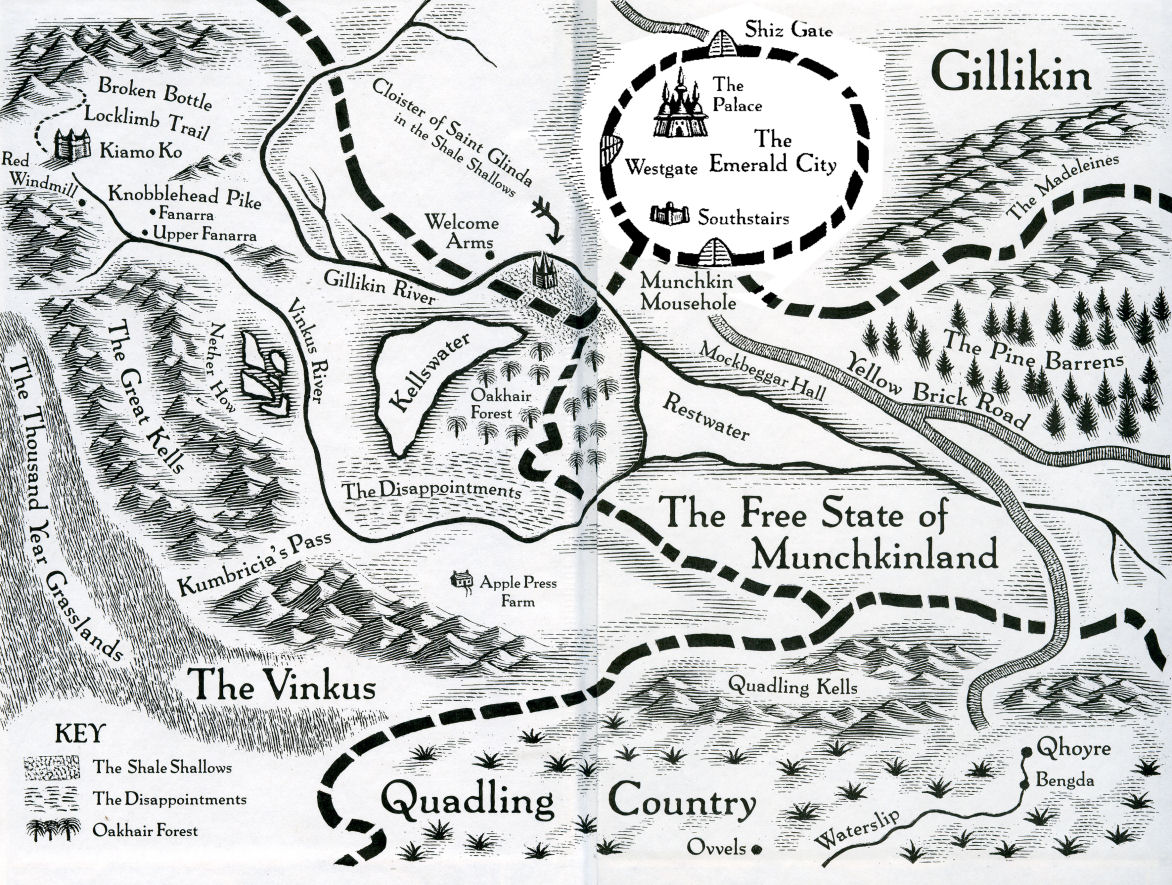 Shiz Gate
Gillikin
The
Palace
The
Emerald City
Westgate
Southstairs
Munchkin
Mousehole
The Madeleines
Broken Bottle
Locklimb Trail
Kiamo Ko
Red
Windmill
Knobblehead Pike
Fanarra
Upper Fanarra
Cloister of Saint Glinda
in the Shale Shallows
Welcome
Arms
Gillikin River
Vinkus River
Nether How
The Great Kells
The Thousand Year Grasslands
Kellswater
Oakhair
Forest
The Disappointments
Mockbeggar Hall
Restwater
Yellow Brick Road
The Pine Barrens
The Free State of
Munchkinland
Kumbricia's Pass
Apple Press
Farm
The Vinkus
Quadling Kells
KEY
The Shale Shallows
The Disappointments
Oakhair Forest
Quadling Country
Qhoyre
Bengda
Waterslip
Ovvels